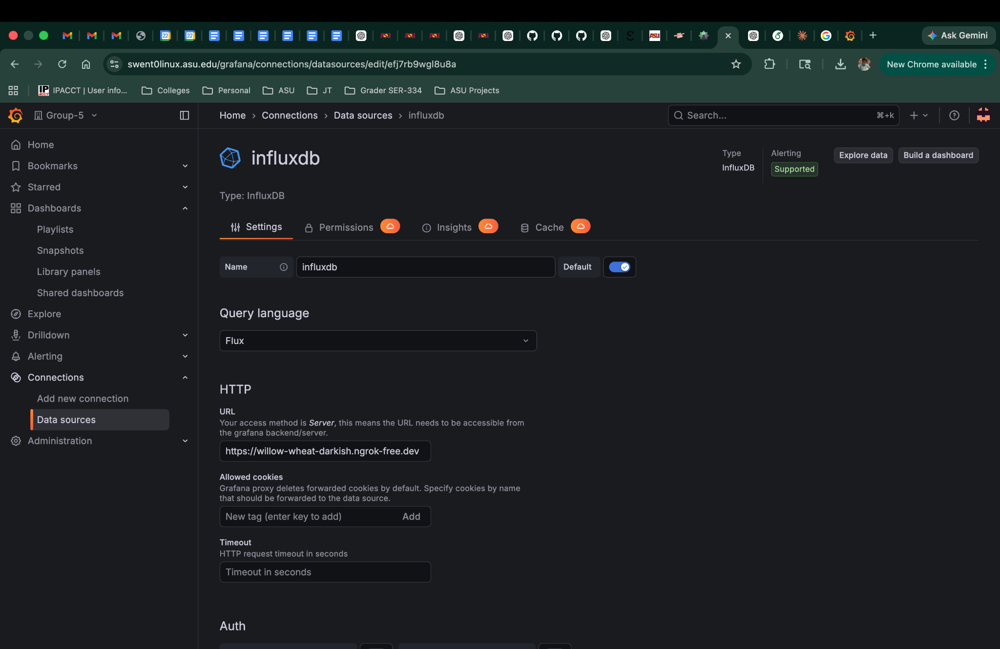 22
22
ASU
ASU
ASU
ASU
ASU
Ask Gemini
swent0linux.asu.edu/grafana/connections/datasources/edit/efj7rb9wgl8u8a
New Chrome available
IPACCT | User info...
Colleges
Personal
ASU
JT
Grader SER-334
ASU Projects
Group-5
Home › Connections › Data sources › influxdb
Search...
⌘+k
Home
Bookmarks
Starred
Dashboards
Playlists
Snapshots
Library panels
Shared dashboards
Explore
Drilldown
Alerting
Connections
Add new connection
Data sources
Administration
influxdb
Type
InfluxDB
Alerting
Supported
Explore data
Build a dashboard
Type: InfluxDB
Settings
Permissions
Insights
Cache
Name
influxdb
Default
Query language
Flux
HTTP
URL
Your access method is Server, this means the URL needs to be accessible from
the grafana backend/server.
https://willow-wheat-darkish.ngrok-free.dev
Allowed cookies
Grafana proxy deletes forwarded cookies by default. Specify cookies by name
that should be forwarded to the data source.
New tag (enter key to add)
Add
Timeout
HTTP request timeout in seconds
Timeout in seconds
Auth